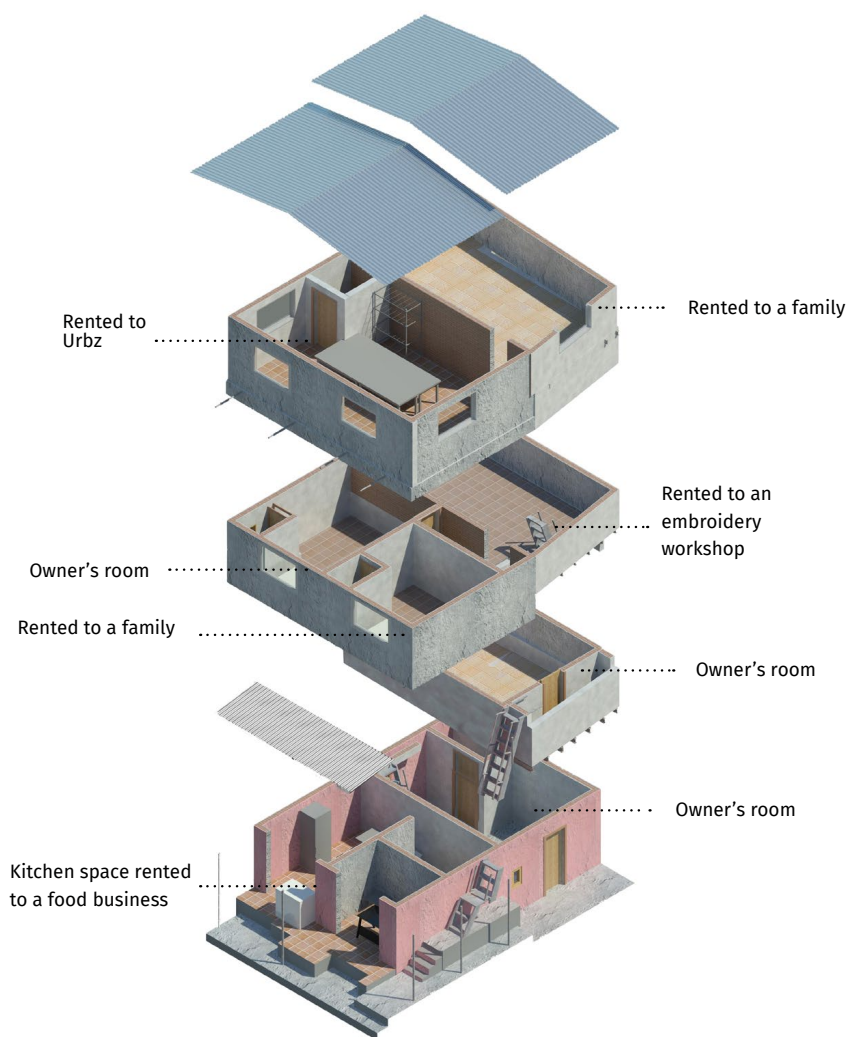 Rented to a family
Rented to
Urbz
Rented to an
embroidery
workshop
Owner’s room
Rented to a family
Owner’s room
Owner’s room
Kitchen space rented
to a food business